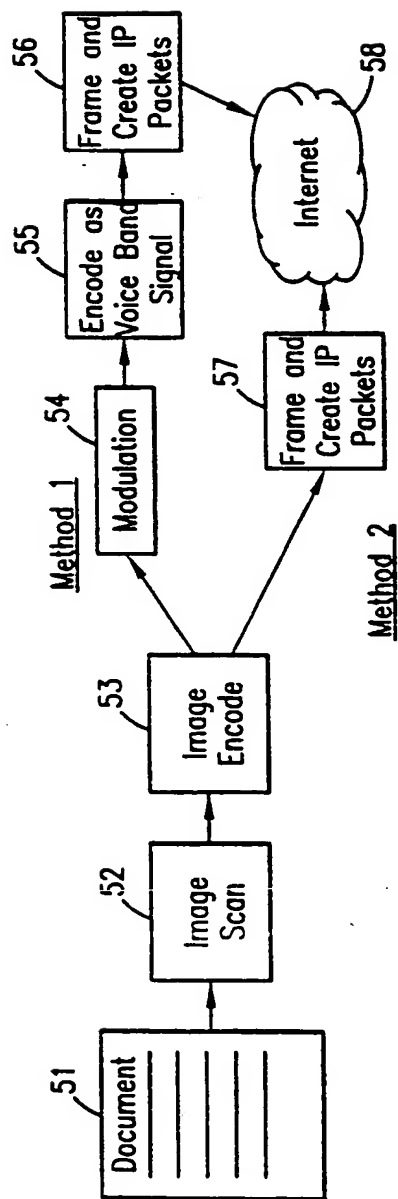 51
Document
52
Image
Scan
53
Image
Encode
Method 1
54
Modulation
55
Encode as
Voice Band
Signal
56
Frame and
Create IP
Packets
Method 2
57
Frame and
Create IP
Packets
Internet
58